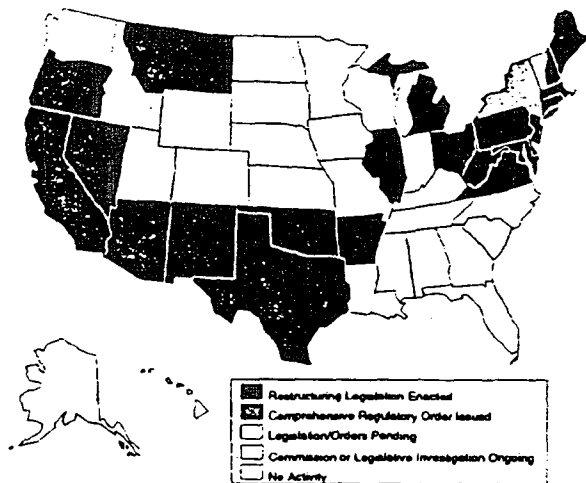 Restructuring Legislation Enacted
Comprehensive Regulatory Order Issued
Legislation/Orders Pending
Commission or Legislative Investigation Ongoing
No Activity